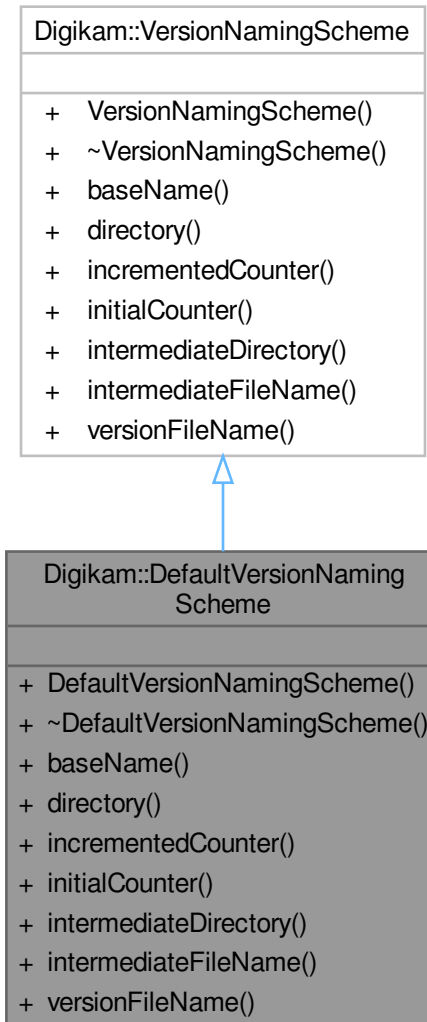 Digikam::VersionNamingScheme
+ VersionNamingScheme()
+ ~VersionNamingScheme()
+ baseName()
+ directory()
+ incrementedCounter()
+ initialCounter()
+ intermediateDirectory()
+ intermediateFileName()
+ versionFileName()
Digikam::DefaultVersionNaming
Scheme
+ DefaultVersionNamingScheme()
+ ~DefaultVersionNamingScheme()
+ baseName()
+ directory()
+ incrementedCounter()
+ initialCounter()
+ intermediateDirectory()
+ intermediateFileName()
+ versionFileName()